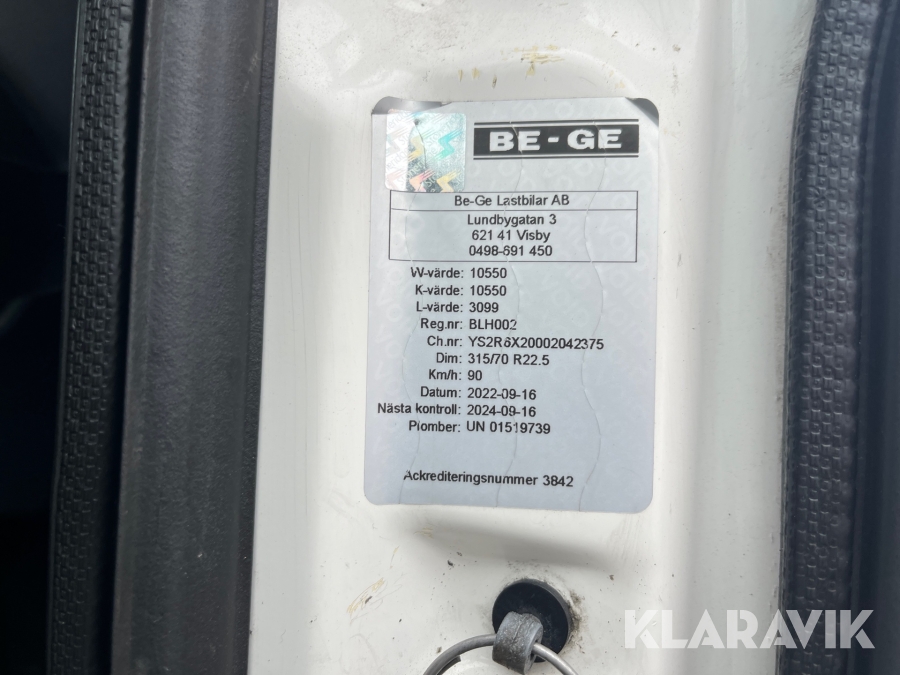 BE-GE
Be-Ge Lastbilar AB
Lundbygatan 3
621 41 Visby
0498-691 450
W-värde: 10550
K-värde: 10550
L-värde: 3099
Reg.nr: BLH002
Ch.nr: YS2R6X20002042375
Dim: 315/70 R22.5
Km/h: 90
Datum: 2022-09-16
Nästa kontroll: 2024-09-16
Plomber: UN 01519739
Ackrediteringsnummer 3842
KLARAVIK